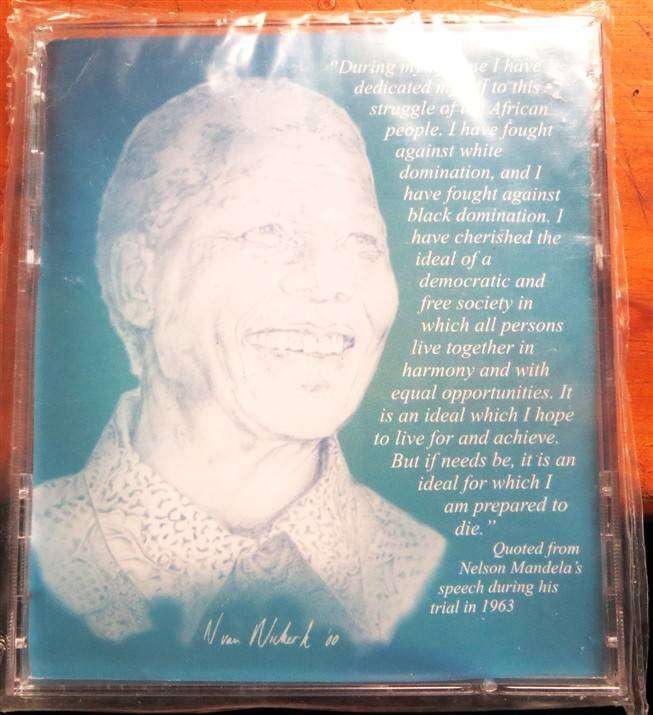 "During my I have
dedicated to this
struggle of African
people. I have fought
against white
domination, and I
have fought against
black domination. I
have cherished the
ideal of a
democratic and
free society in
which all persons
live together in
harmony and with
equal opportunities. It
is an ideal which I hope
to live for and achieve.
But if needs be, it is an
ideal for which I
am prepared to
die."
Quoted from
Nelson Mandela's
speech during his
trial in 1963
N van Niekerk '00